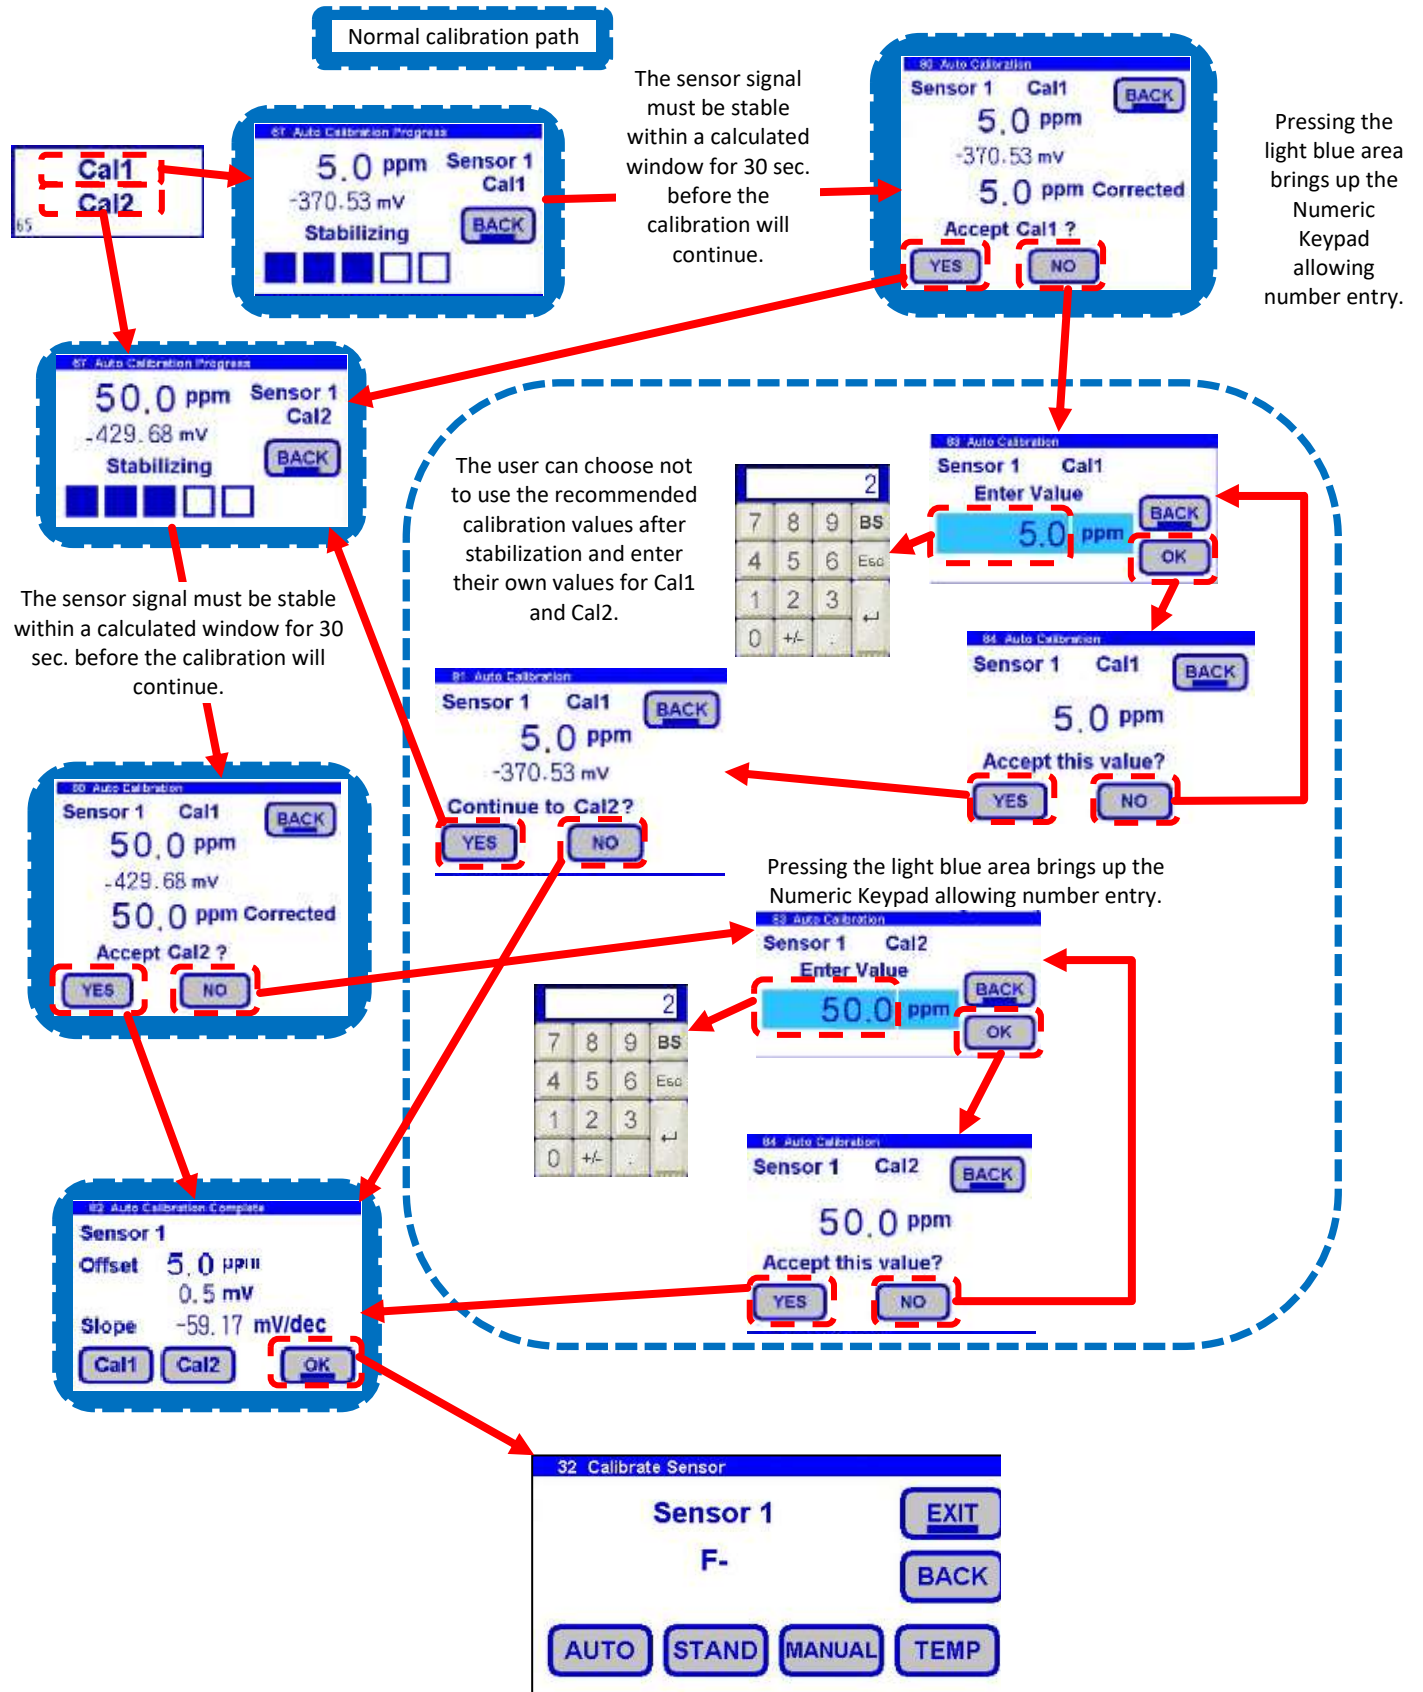 Normal calibration path
67 Auto Calibration Progress
5.0 ppm Sensor 1
Cal1
-370.53 mV
Stabilizing
BACK
Cal1
Cal2
65
The sensor signal
must be stable
within a calculated
window for 30 sec.
before the
calibration will
continue.
80 Auto Calibration
Sensor 1 Cal1
BACK
5.0 ppm
-370.53 mV
5.0 ppm Corrected
Accept Cal1 ?
YES NO
Pressing the
light blue area
brings up the
Numeric
Keypad
allowing
number entry.
67 Auto Calibration Progress
50.0 ppm Sensor 1
Cal2
-429.68 mV
Stabilizing
BACK
The user can choose not
to use the recommended
calibration values after
stabilization and enter
their own values for Cal1
and Cal2.
2
7 8 9 BS
4 5 6 Esc
1 2 3
0 +/- . ↵
83 Auto Calibration
Sensor 1 Cal1
Enter Value
5.0 ppm
BACK
OK
84 Auto Calibration
Sensor 1 Cal1
BACK
5.0 ppm
Accept this value?
YES NO
The sensor signal must be stable
within a calculated window for 30
sec. before the calibration will
continue.
81 Auto Calibration
Sensor 1 Cal1
BACK
5.0 ppm
-370.53 mV
Continue to Cal2?
YES NO
80 Auto Calibration
Sensor 1 Cal1
BACK
50.0 ppm
-429.68 mV
50.0 ppm Corrected
Accept Cal2 ?
YES NO
Pressing the light blue area brings up the
Numeric Keypad allowing number entry.
83 Auto Calibration
Sensor 1 Cal2
Enter Value
50.0 ppm
BACK
OK
2
7 8 9 BS
4 5 6 Esc
1 2 3
0 +/- . ↵
84 Auto Calibration
Sensor 1 Cal2
BACK
50.0 ppm
Accept this value?
YES NO
82 Auto Calibration Complete
Sensor 1
Offset 5.0 ppm
0.5 mV
Slope -59.17 mV/dec
Cal1 Cal2 OK
32 Calibrate Sensor
Sensor 1
EXIT
F-
BACK
AUTO STAND MANUAL TEMP